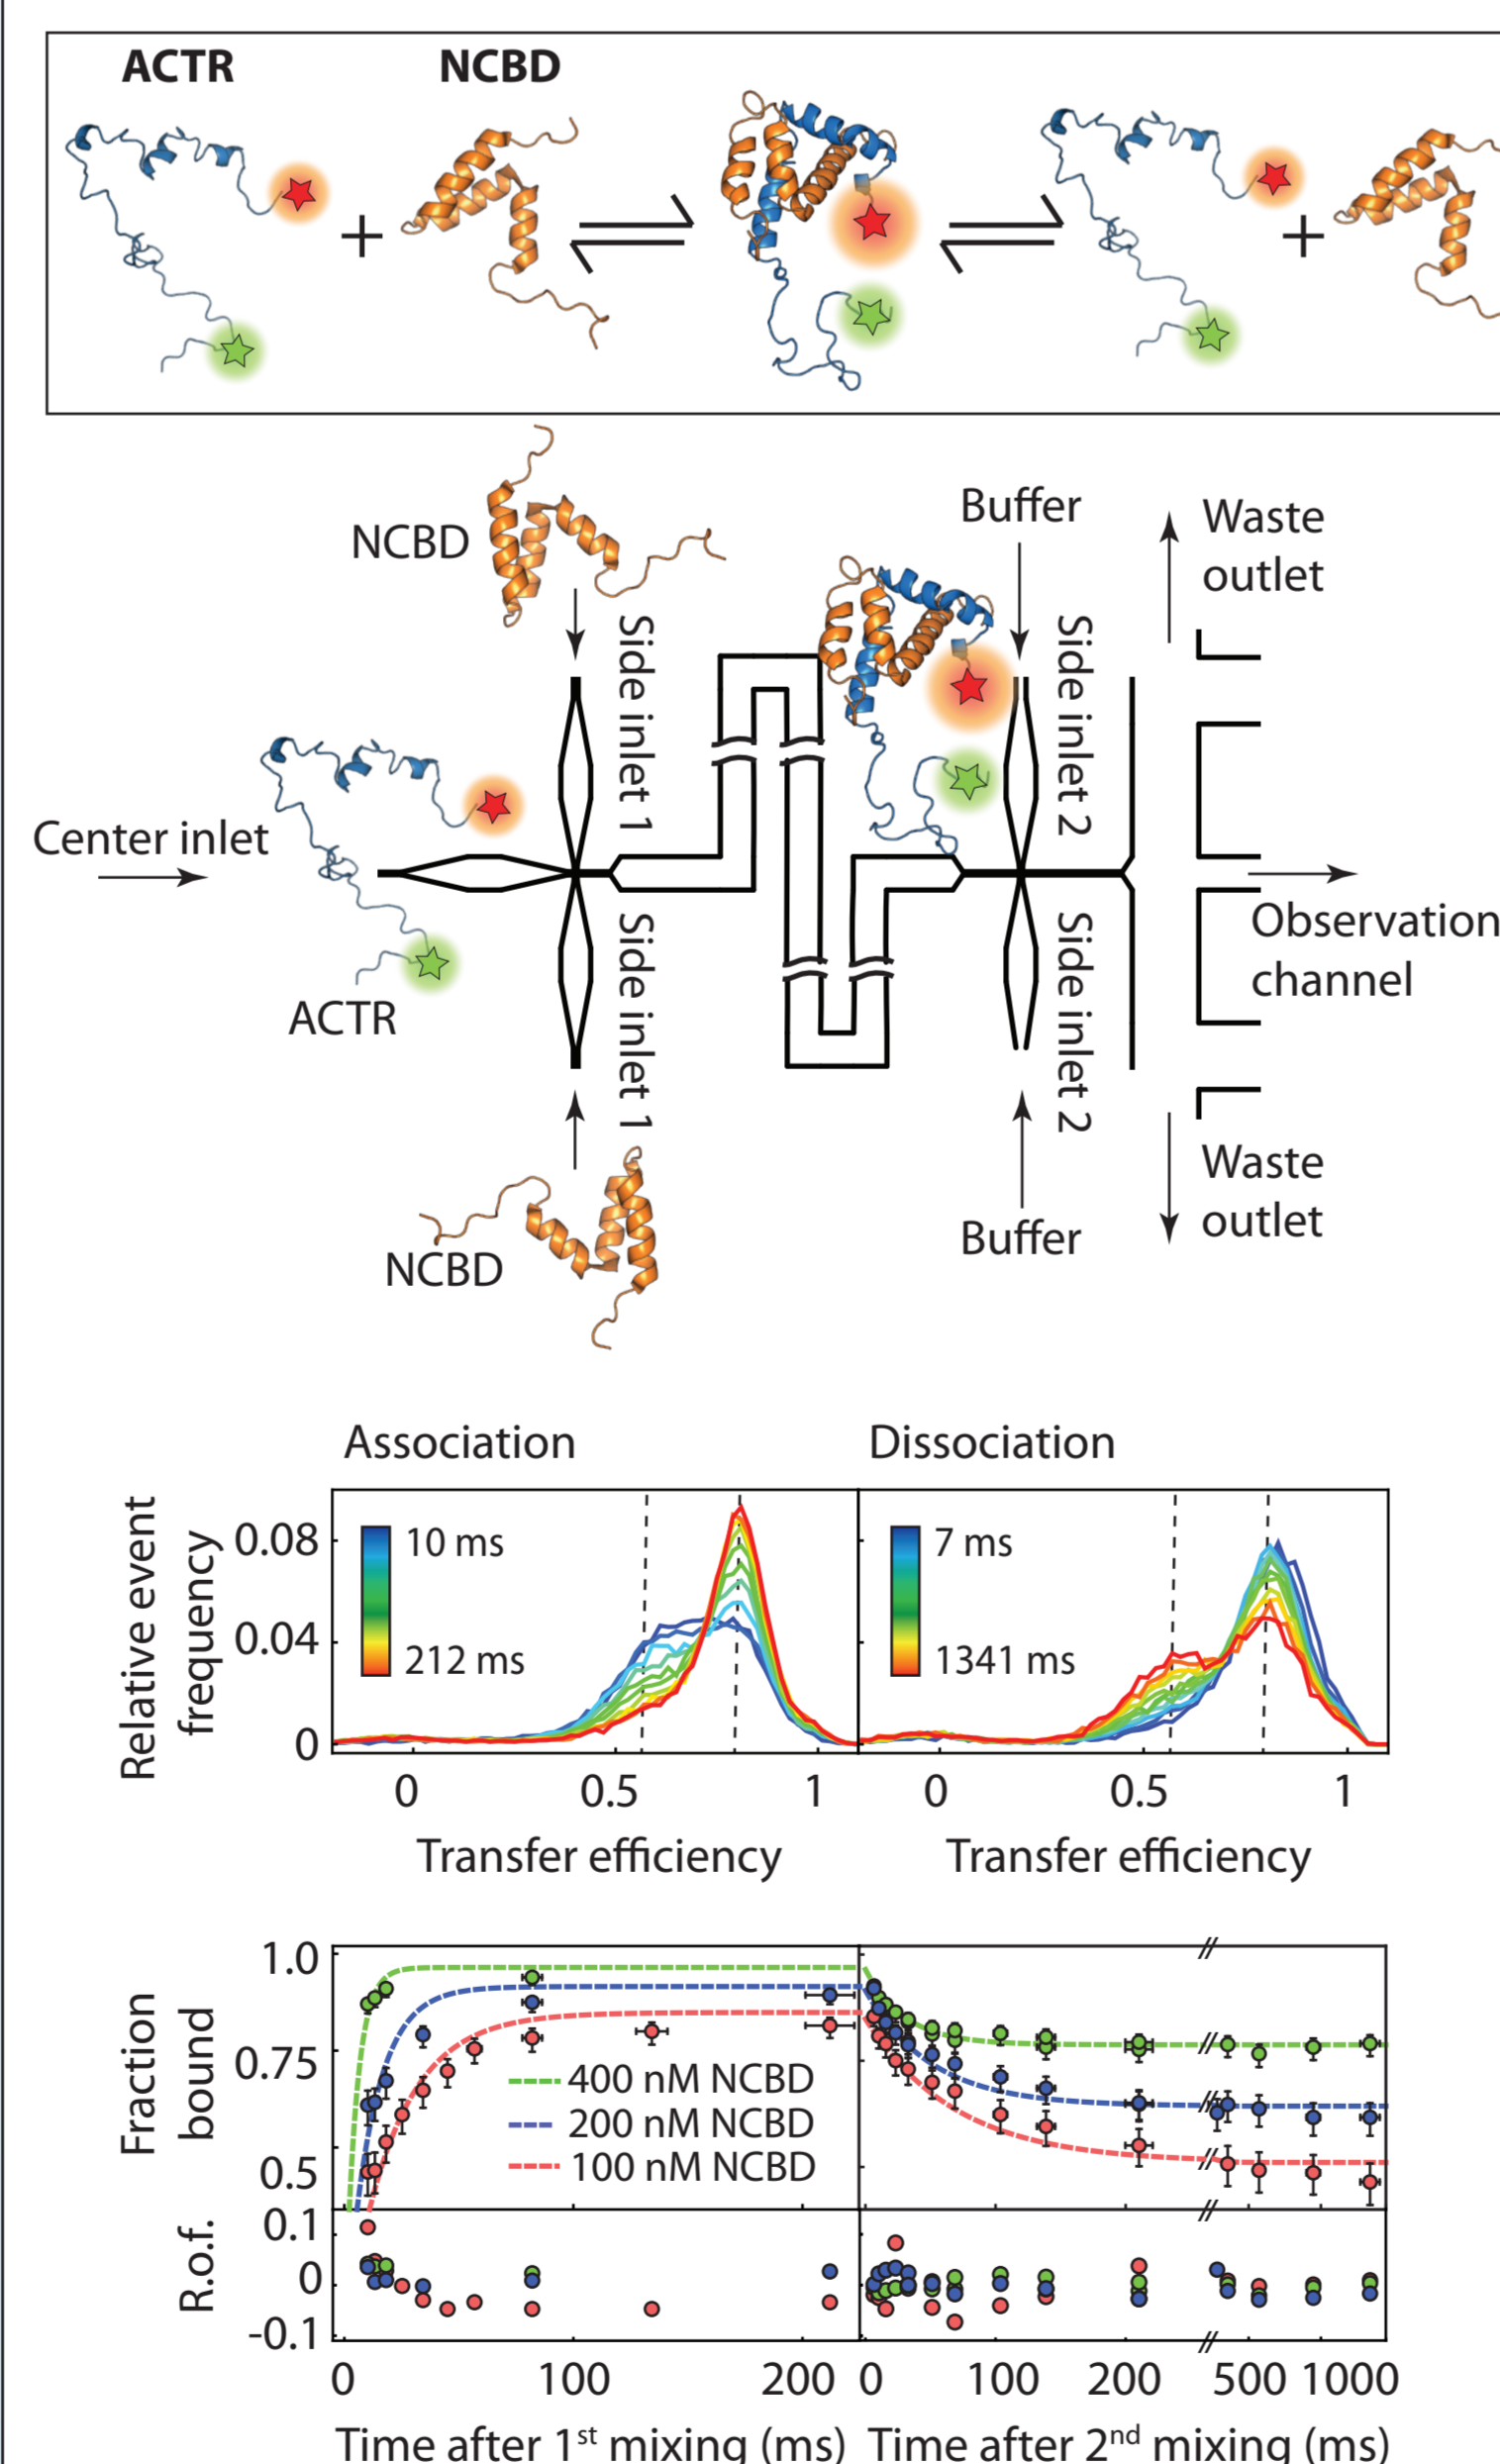 ACTR
NCBD
+
+
NCBD
Buffer
Waste
outlet
Side inlet 1
Side inlet 2
Center inlet
Observation
channel
ACTR
Side inlet 1
Side inlet 2
Waste
outlet
NCBD
Buffer
Association
Dissociation
Relative event
frequency
0.08
0.04
0
10 ms
212 ms
7 ms
1341 ms
0 0.5 1 0 0.5 1
Transfer efficiency Transfer efficiency
Fraction
bound
1.0
0.75
0.5
400 nM NCBD
200 nM NCBD
100 nM NCBD
R.o.f.
0.1
0
-0.1
0 100 200 0 100 200 500 1000
Time after 1st mixing (ms) Time after 2nd mixing (ms)